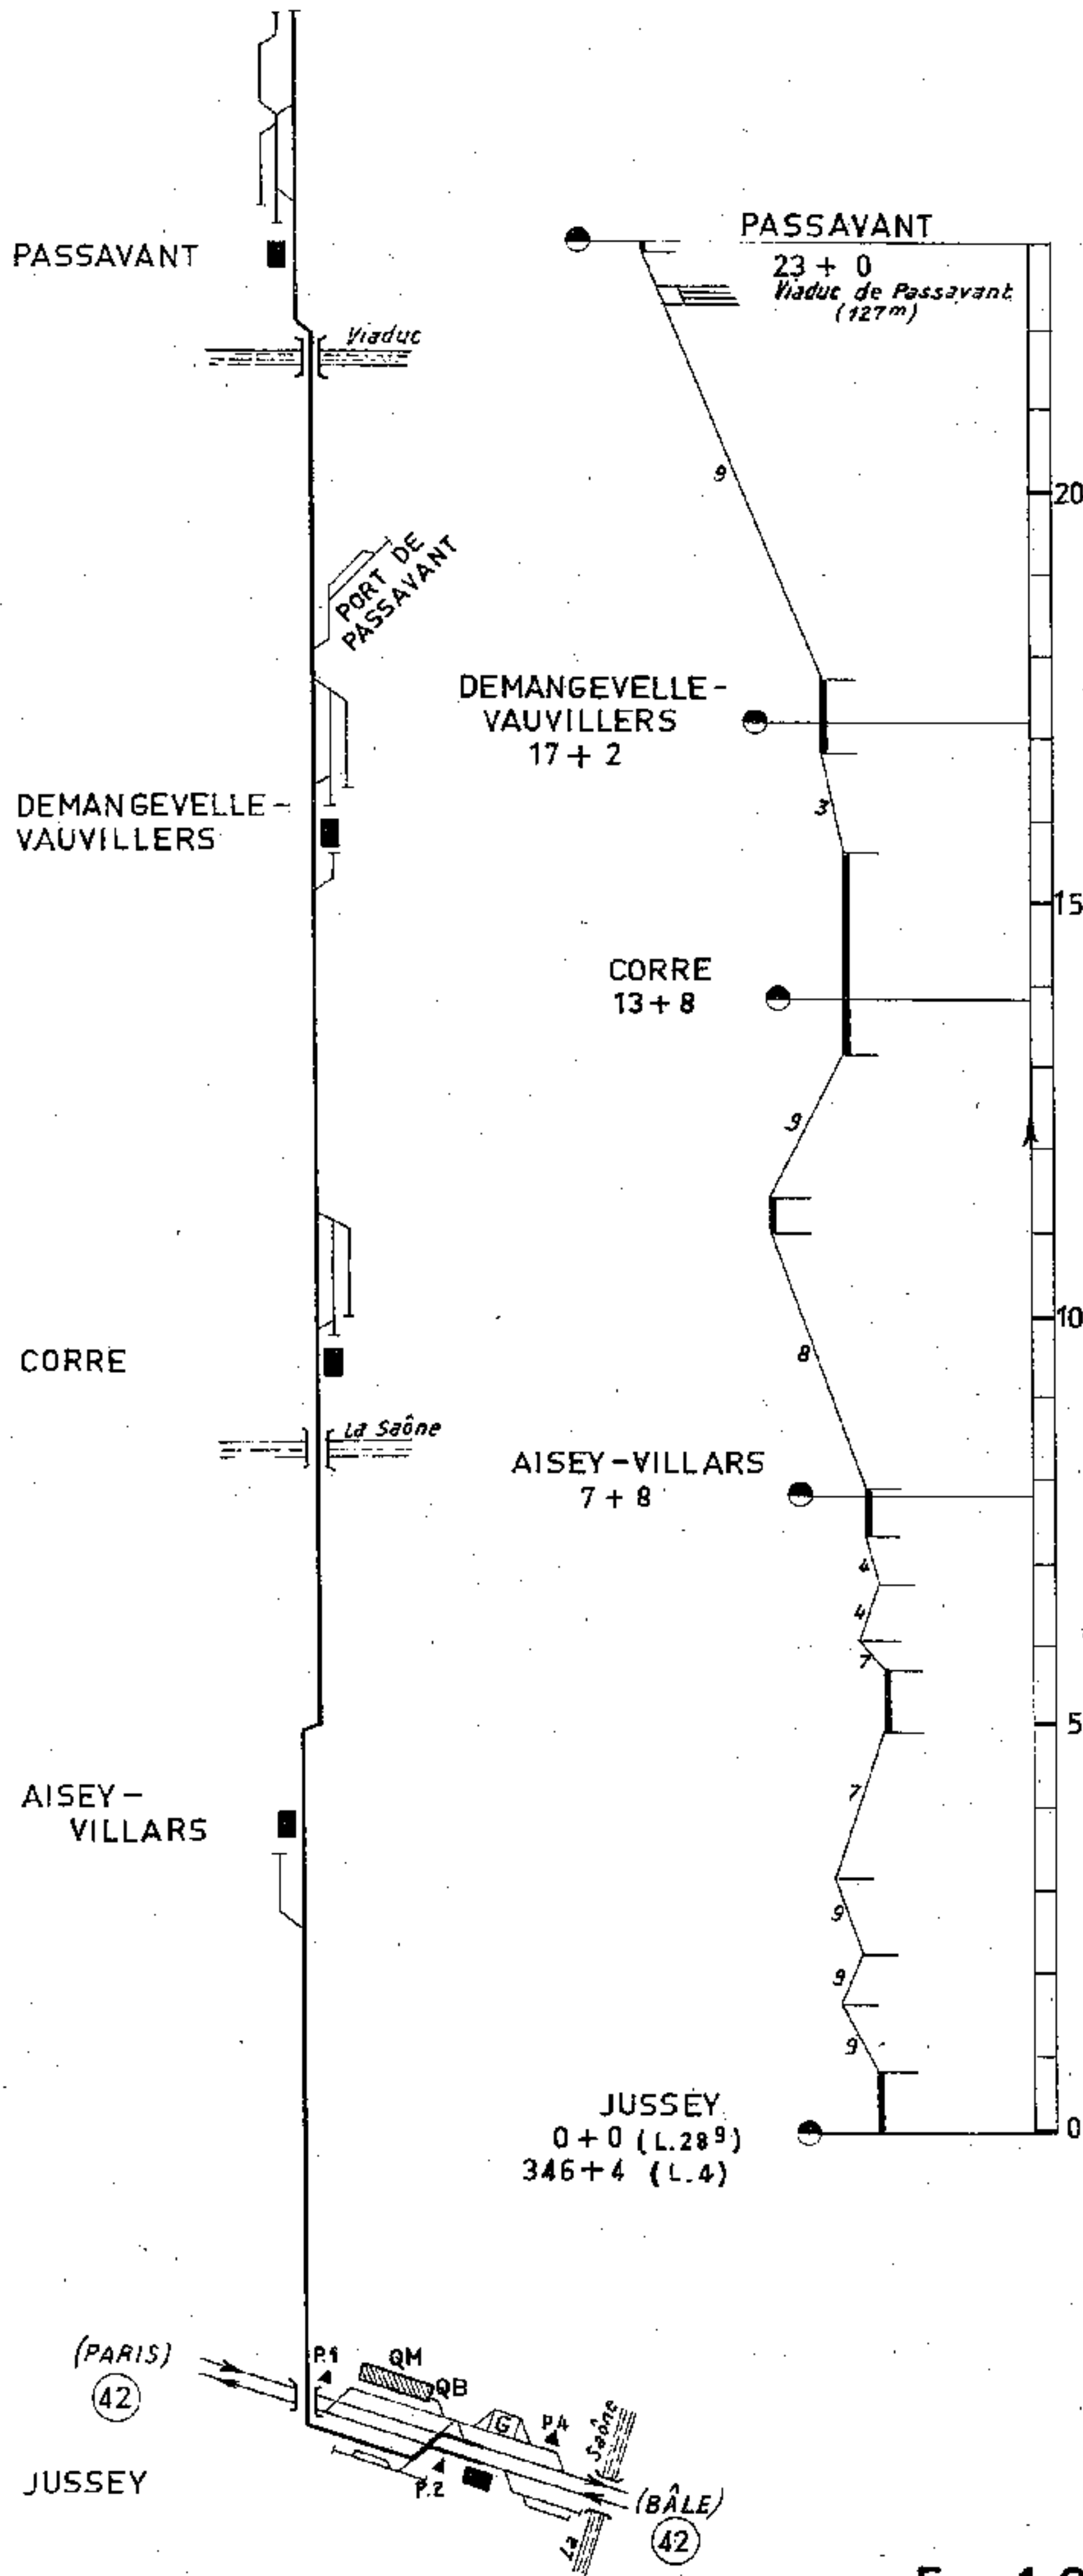 PASSAVANT
PASSAVANT
23 + 0
Viaduc de Passavant
(127m)
Viaduc
9
20
PORT DE
PASSAVANT
DEMANGEVELLE-
VAUVILLERS
17 + 2
3
DEMANGEVELLE-
VAUVILLERS
15
CORRE
13 + 8
9
10
8
CORRE
La Saône
AISEY-VILLARS
7 + 8
4
4
7
5
AISEY-
VILLARS
7
9
9
9
JUSSEY
0 + 0 (L.28⁹)
346 + 4 (L.4)
0
(PARIS)
42
P.1
QM
QB
G
P.4
Saône
JUSSEY
P.2
(BÂLE)
42
La